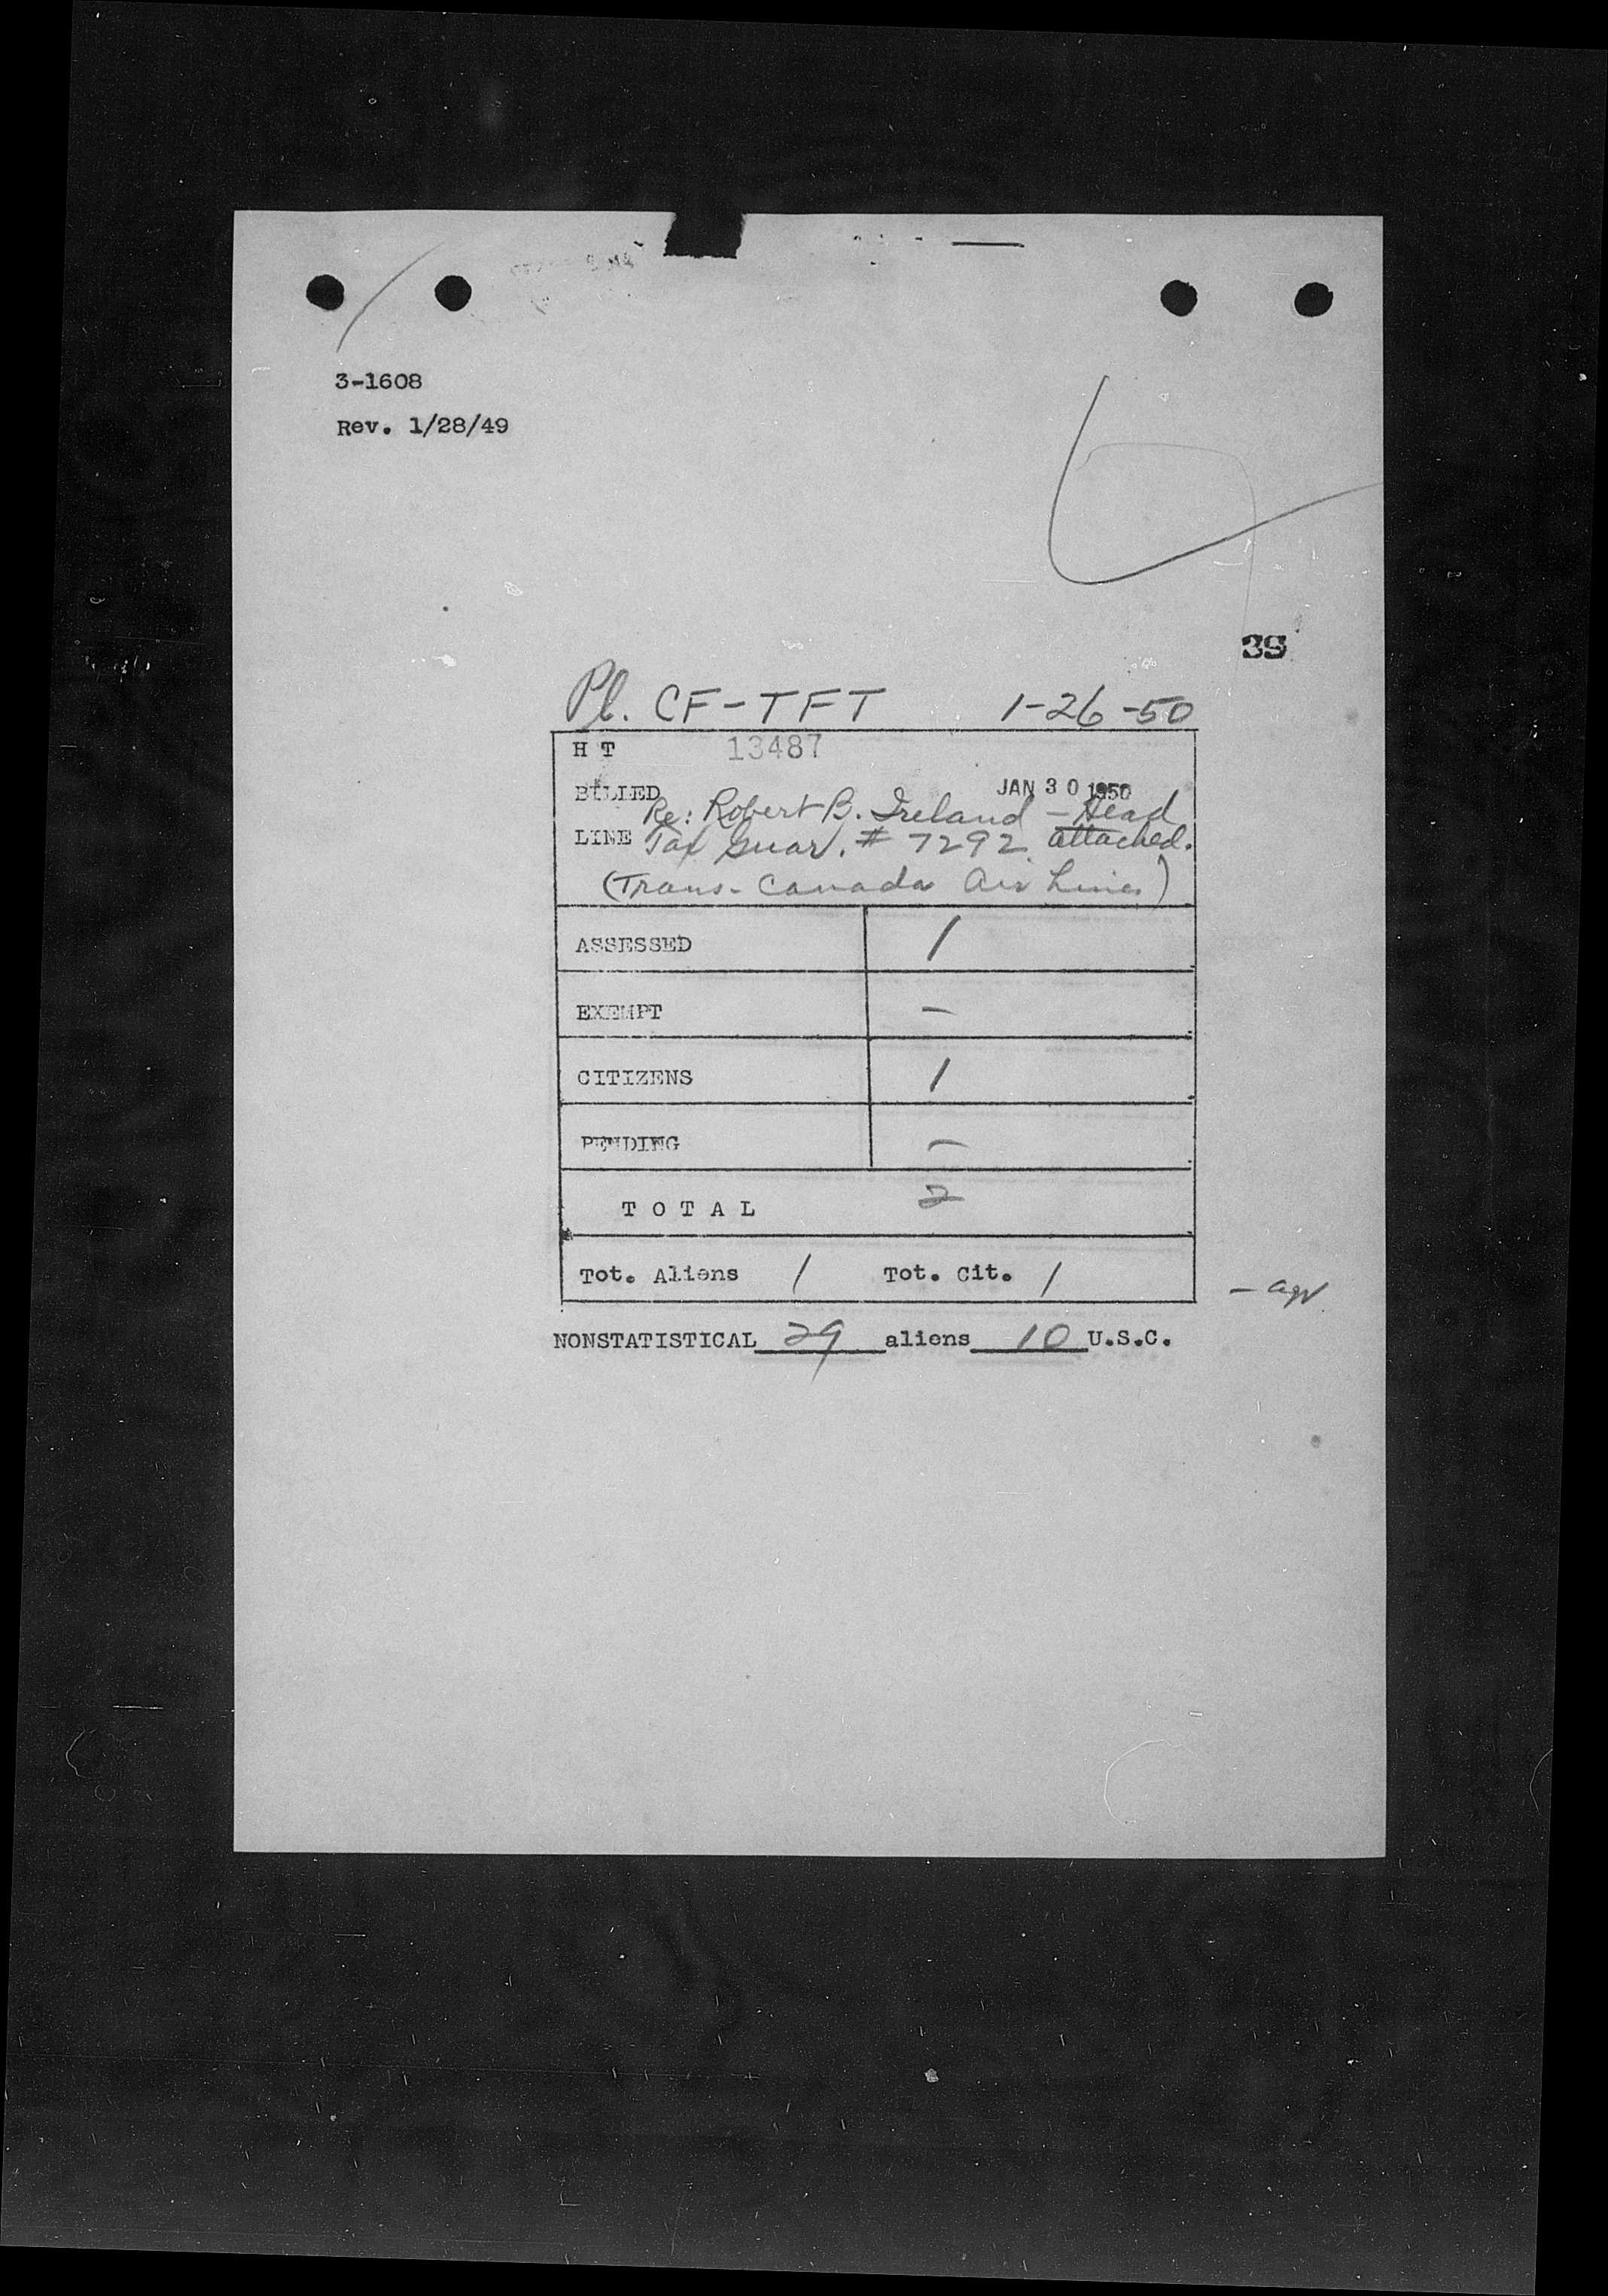 3-1608
Rev. 1/28/49
39
Pl. CF-TFT 1-26-50
H T 13487
BILLED JAN 30 1950
Re: Robert B. Ireland - Head
LINE Tax Guar. # 7292 attached.
(Trans-Canada Air Lines)
ASSESSED 1
EXEMPT -
CITIZENS 1
PENDING -
T O T A L 2
Tot. Aliens 1 Tot. Cit. 1
NONSTATISTICAL 29 aliens 10 U.S.C.